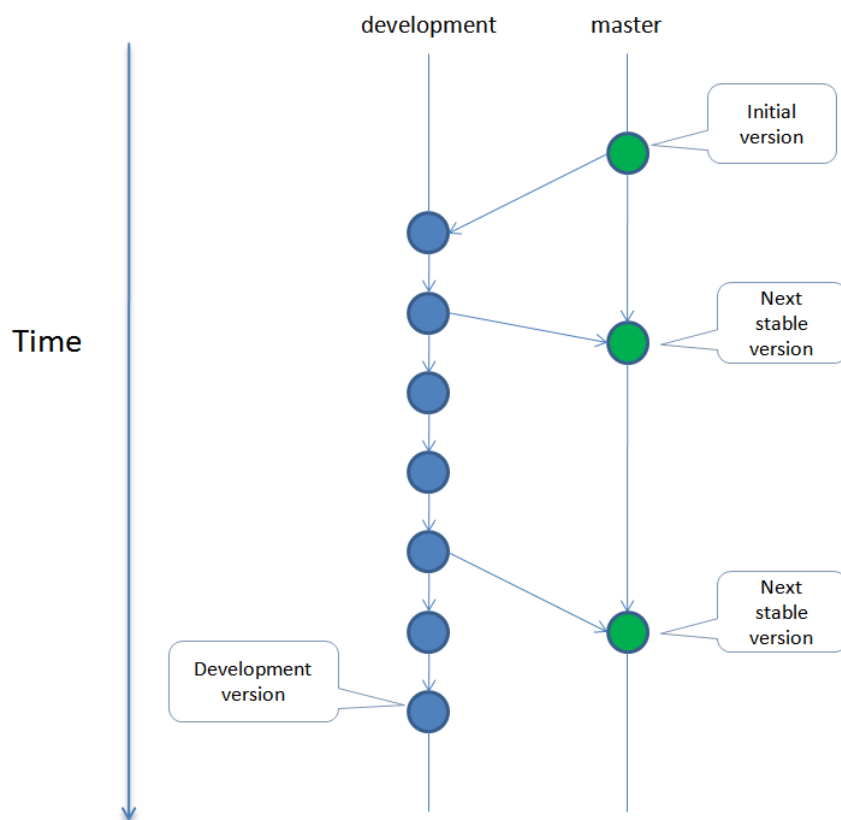 development
master
Initial
version
Time
Next
stable
version
Next
stable
version
Development
version